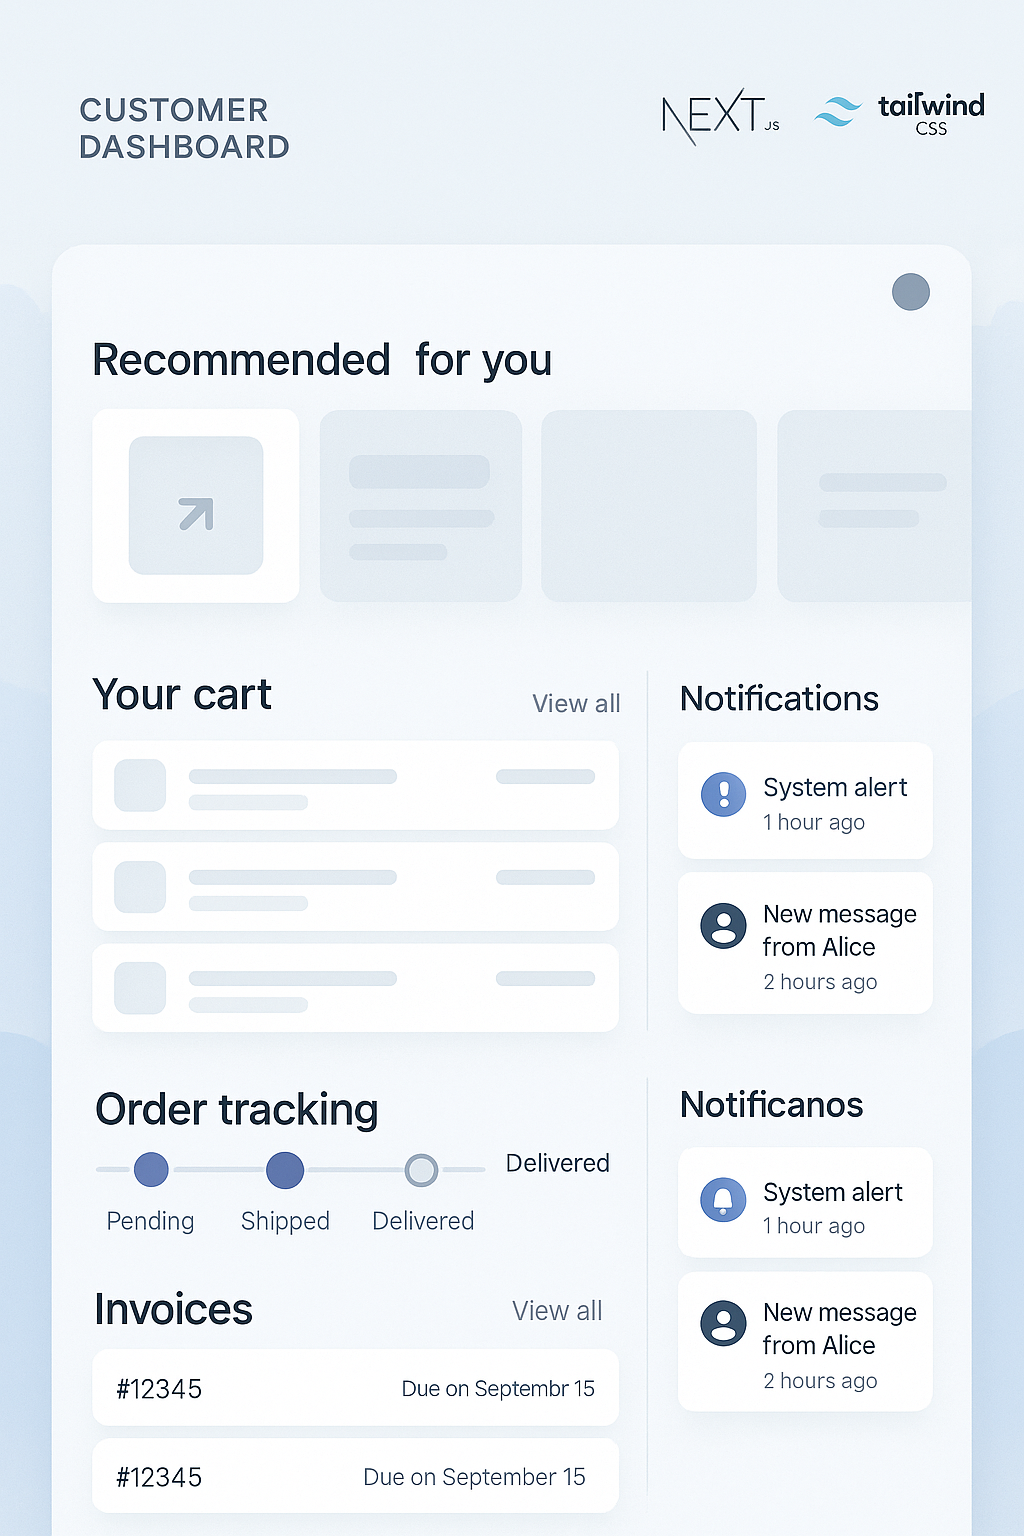 CUSTOMER
DASHBOARD
NEXT.JS
tailwind
CSS
Recommended for you
Your cart
View all
Notifications
System alert
1 hour ago
New message
from Alice
2 hours ago
Order tracking
Delivered
Pending
Shipped
Delivered
Notificanos
System alert
1 hour ago
New message
from Alice
2 hours ago
Invoices
View all
#12345
Due on Septembr 15
#12345
Due on September 15